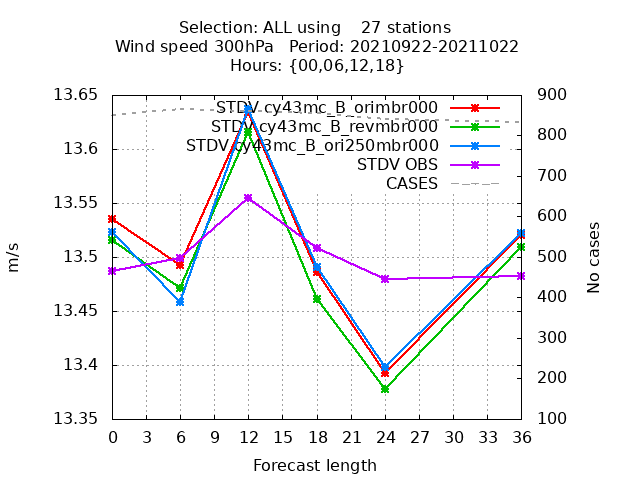 Selection: ALL using 27 stations
Wind speed 300hPa Period: 20210922-20211022
Hours: {00,06,12,18}
STDV cy43mc_B_orimbr000
STDV cy43mc_B_revmbr000
STDV cy43mc_B_ori250mbr000
STDV OBS
CASES
13.65
13.6
13.55
13.5
13.45
13.4
13.35
m/s
900
800
700
600
500
400
300
200
100
No cases
0 3 6 9 12 15 18 21 24 27 30 33 36
Forecast length